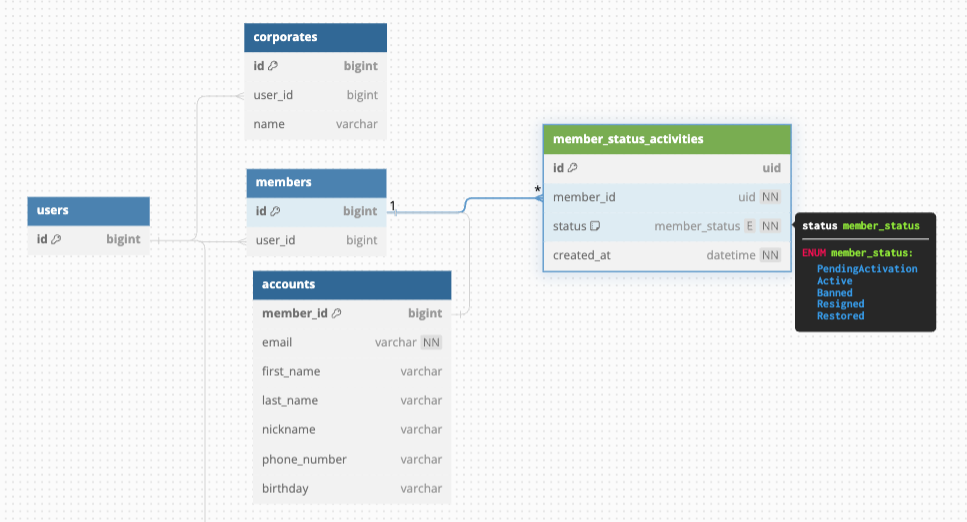 corporates
id bigint
user_id bigint
name varchar
member_status_activities
id uid
member_id uid NN
status member_status E NN
created_at datetime NN
members
id bigint
user_id bigint
1
*
users
id bigint
status member_status
ENUM member_status:
PendingActivation
Active
Banned
Resigned
Restored
accounts
member_id bigint
email varchar NN
first_name varchar
last_name varchar
nickname varchar
phone_number varchar
birthday varchar